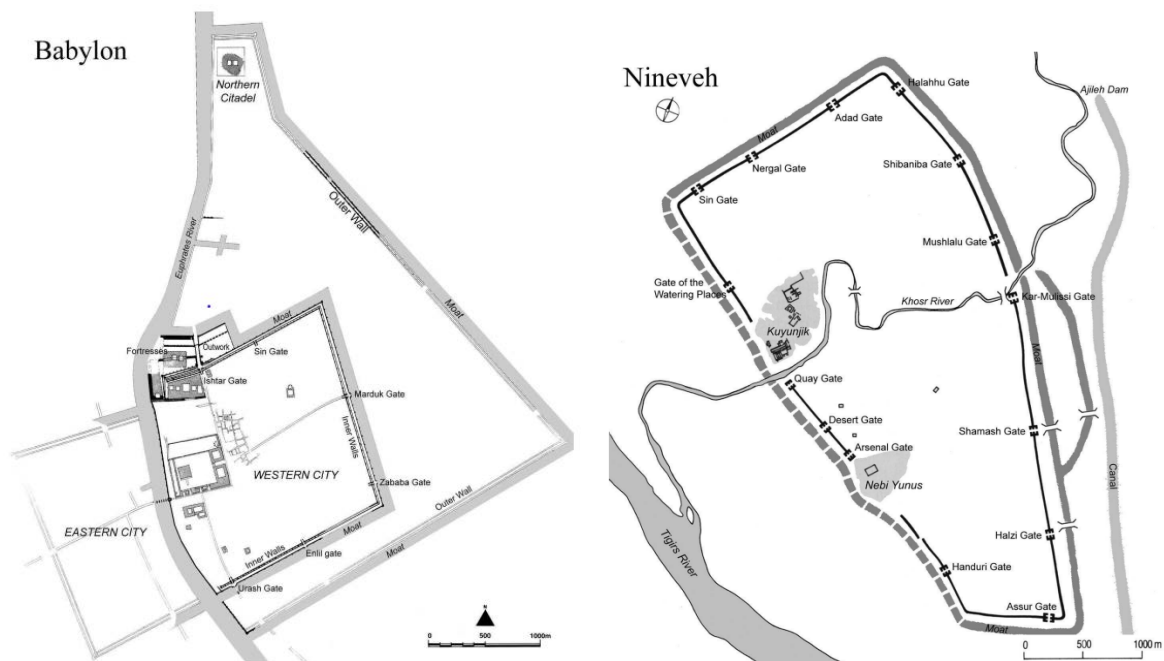 Babylon
Northern
Citadel
Outer Wall
Euphrates River
Moat
Fortresses
Outwork
Sin Gate
Ishtar Gate
Marduk Gate
Inner Walls
WESTERN CITY
Zababa Gate
Outer Wall
EASTERN CITY
Moat
Moat
Inner Walls
Enlil gate
Urash Gate
N
0 500 1000m
Nineveh
Halahhu Gate
Ajileh Dam
Adad Gate
Moat
Nergal Gate
Shibaniba Gate
Sin Gate
Mushlalu Gate
Gate of the
Watering Places
Khosr River
Kar-Mulissi Gate
Kuyunjik
Moat
Quay Gate
Desert Gate
Shamash Gate
Arsenal Gate
Nebi Yunus
Canal
Tigirs River
Halzi Gate
Handuri Gate
Assur Gate
Moat
0 500 1000 m